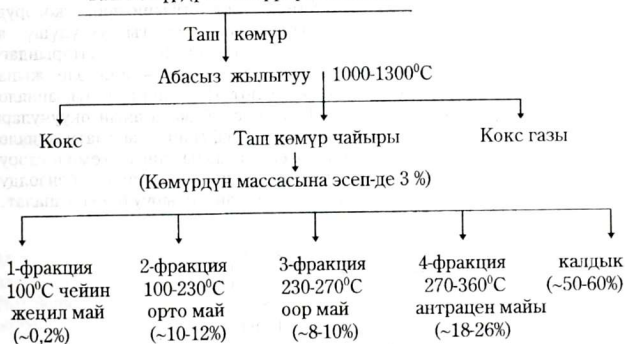 Таш көмүр
Абасыз жылытуу 1000-1300⁰С
Кокс Таш көмүр чайыры Кокс газы
(Көмүрдүн массасына эсеп-де 3 %)
1-фракция 2-фракция 3-фракция 4-фракция калдык
100⁰С чейин 100-230⁰С 230-270⁰С 270-360⁰С (~50-60%)
жеңил май орто май оор май антрацен майы
(~0,2%) (~10-12%) (~8-10%) (~18-26%)